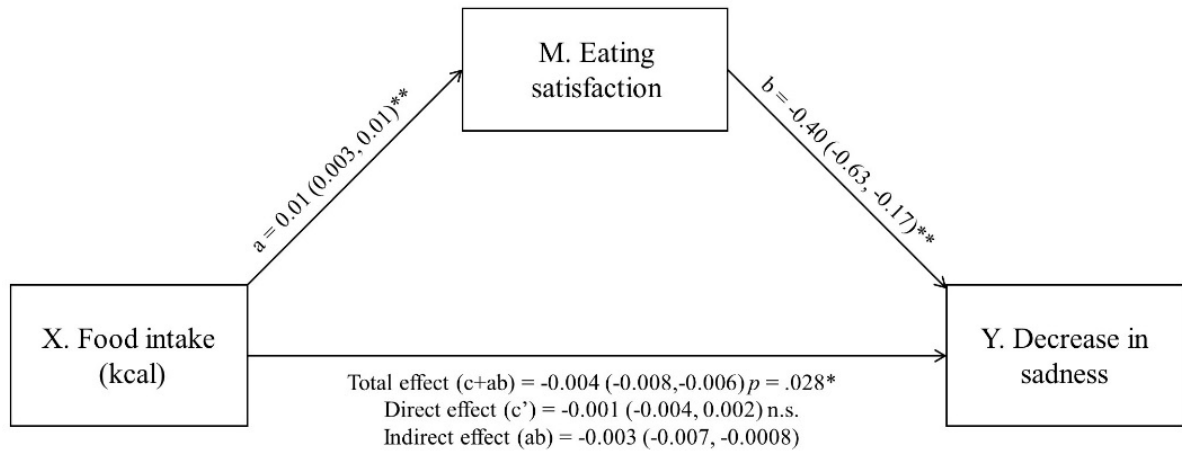 M. Eating
satisfaction
a = 0.01 (0.003, 0.01)**
b = -0.40 (-0.63, -0.17)**
X. Food intake
(kcal)
Y. Decrease in
sadness
Total effect (c+ab) = -0.004 (-0.008,-0.006) p = .028*
Direct effect (c’) = -0.001 (-0.004, 0.002) n.s.
Indirect effect (ab) = -0.003 (-0.007, -0.0008)